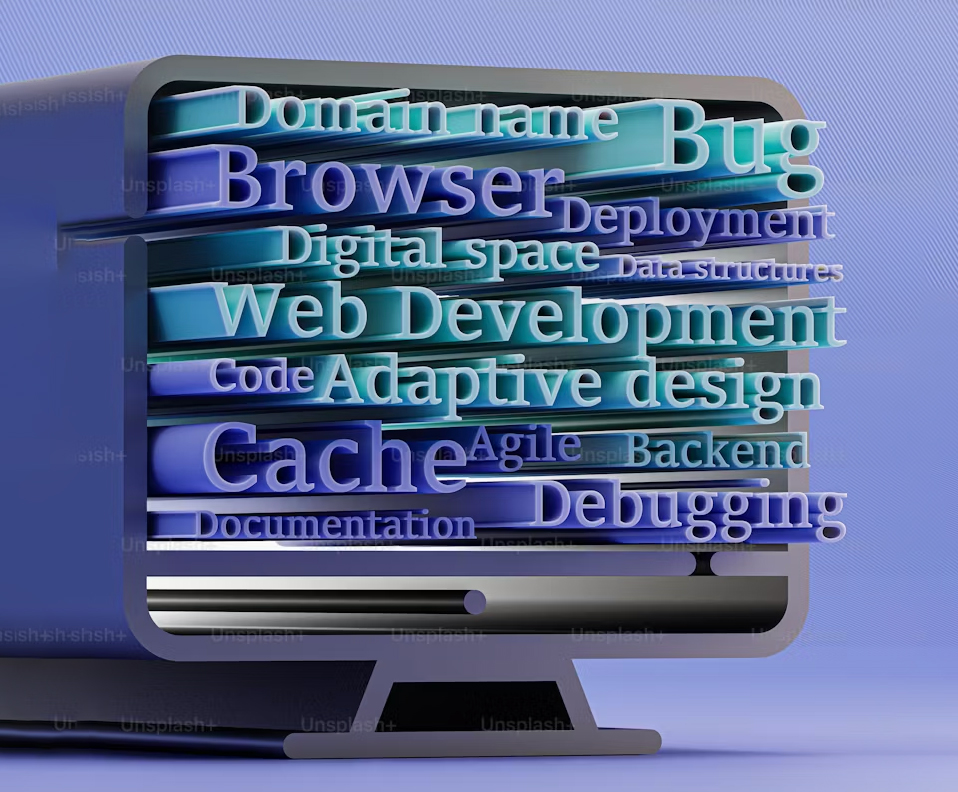 Domain name
Bug
Browser
Deployment
Digital space
Data structures
Web Development
Code
Adaptive design
Cache
Agile
Backend
Debugging
Documentation
Unsplash+